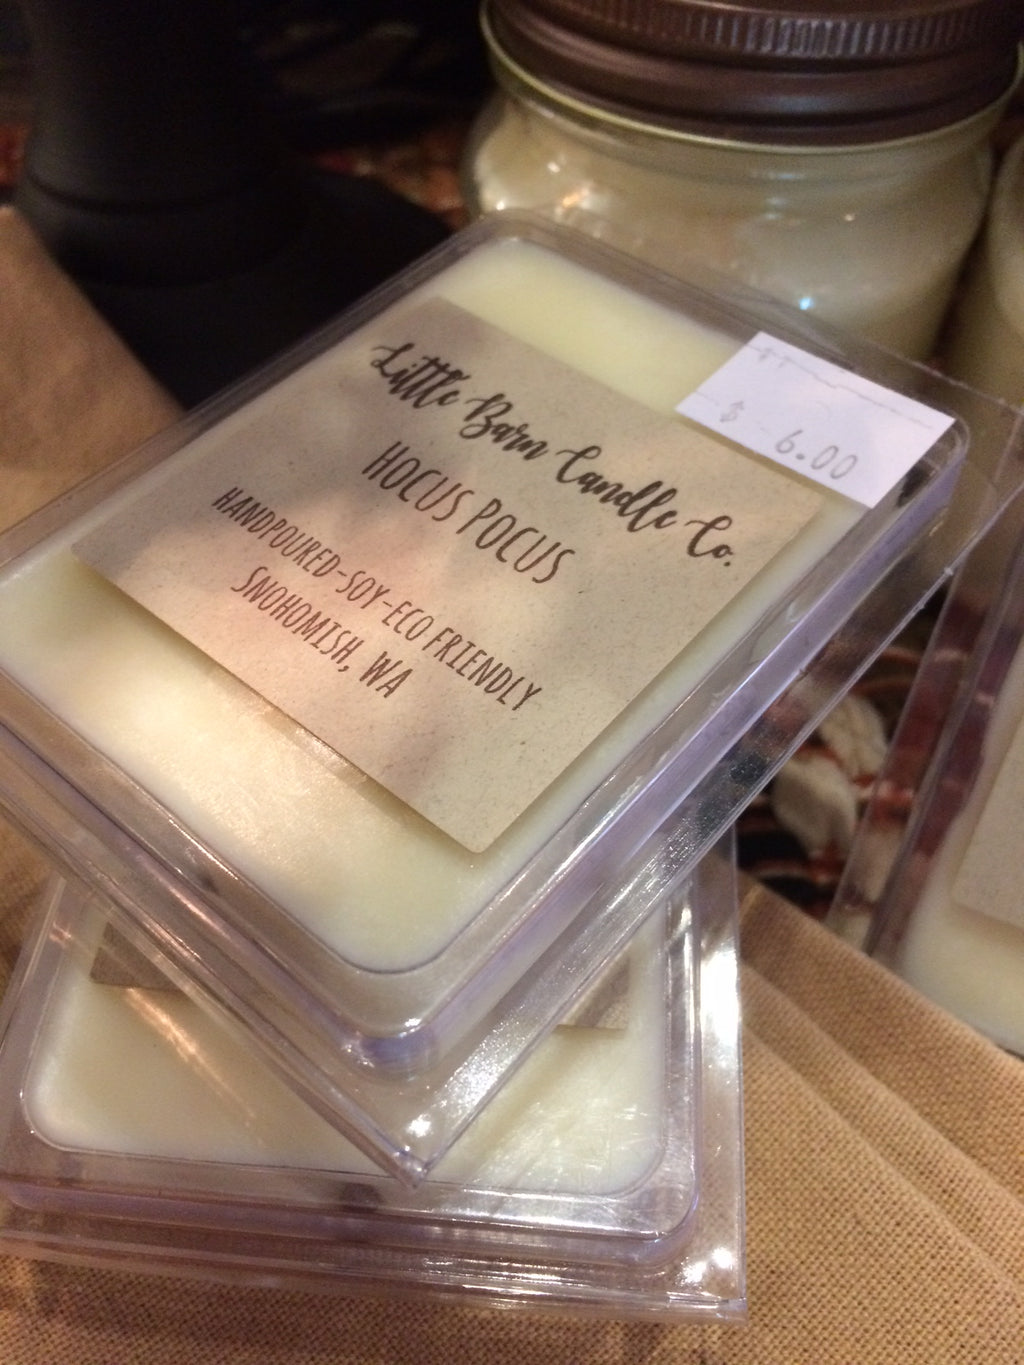 Little Barn Candle Co.
HOCUS POCUS
HANDPOURED-SOY-ECO FRIENDLY
SNOHOMISH, WA
$ 6.00